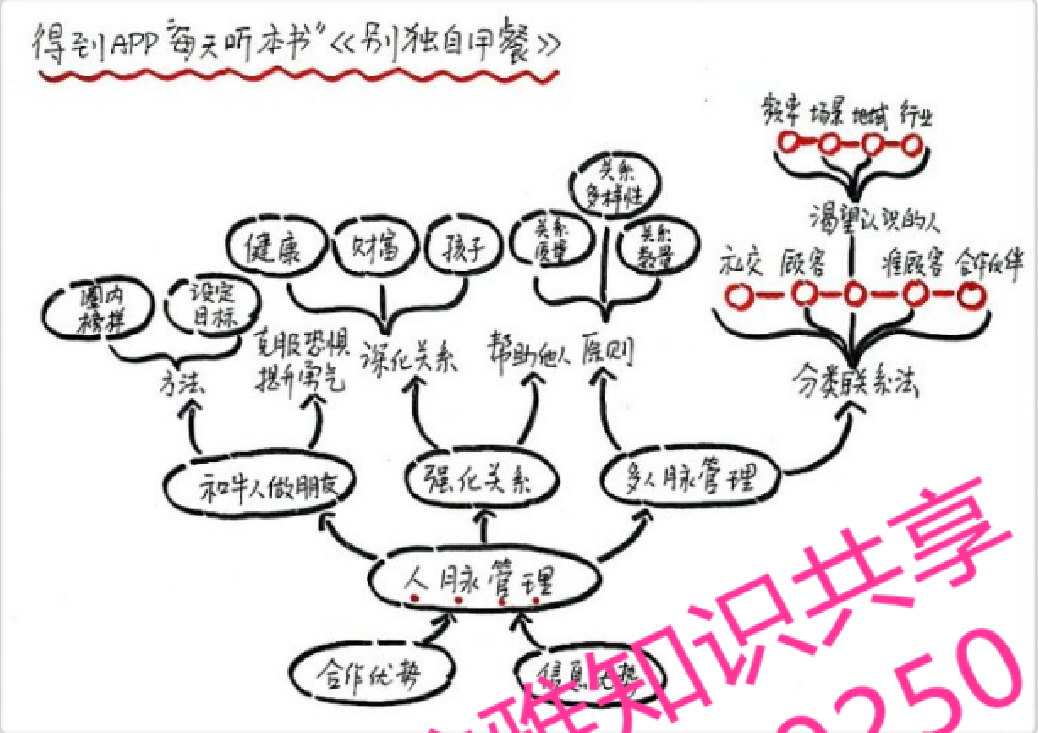 得到APP"每天听本书"《别独自用餐》
频率 场景 地域 行业
渴望认识的人
社交 顾客 准顾客 合作伙伴
分类联系法
关系
多样性
关系
质量
关系
数量
健康
财富
孩子
圈内
榜样
设定
目标
方法
克服恐惧
提升勇气
深化关系
帮助他人
原则
和牛人做朋友
强化关系
多人脉管理
人脉管理
合作优势
信息优势
雅知识共享
250